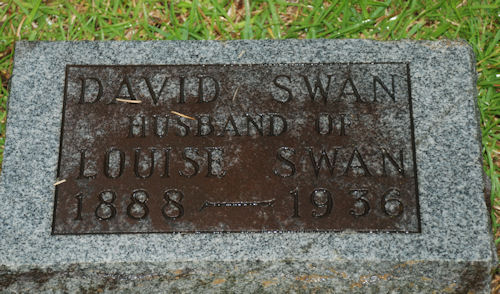 DAVID SWAN
HUSBAND OF
LOUISE SWAN
1888 — 1936